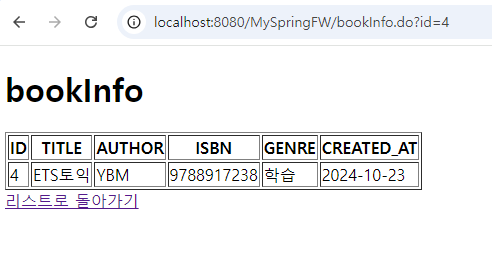 localhost:8080/MySpringFW/bookInfo.do?id=4
bookInfo
ID TITLE AUTHOR ISBN GENRE CREATED_AT
4 ETS토익 YBM 9788917238 학습 2024-10-23
리스트로 돌아가기